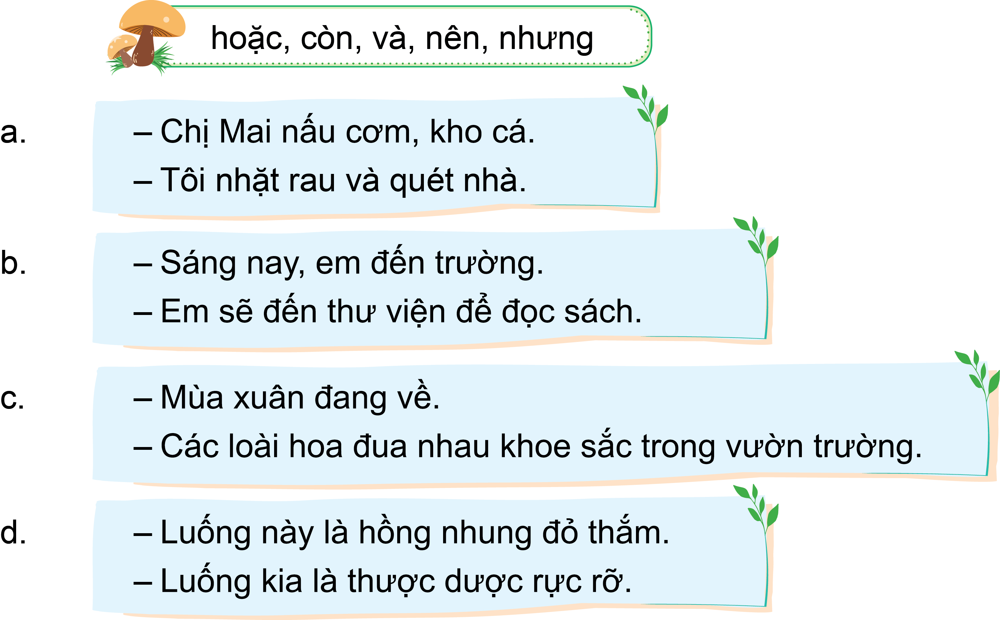 hoặc, còn, và, nên, nhưng
a. – Chị Mai nấu cơm, kho cá.
– Tôi nhặt rau và quét nhà.
b. – Sáng nay, em đến trường.
– Em sẽ đến thư viện để đọc sách.
c. – Mùa xuân đang về.
– Các loài hoa đua nhau khoe sắc trong vườn trường.
d. – Luống này là hồng nhung đỏ thắm.
– Luống kia là thược dược rực rỡ.